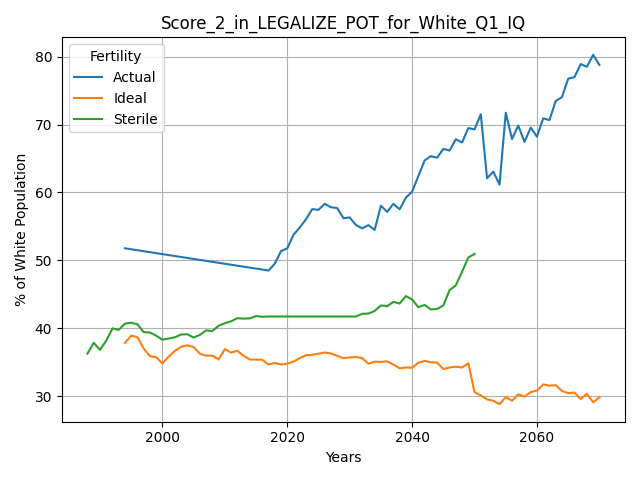 Score_2_in_LEGALIZE_POT_for_White_Q1_IQ
Fertility
Actual
Ideal
Sterile
% of White Population
80
70
60
50
40
30
2000
2020
2040
2060
Years